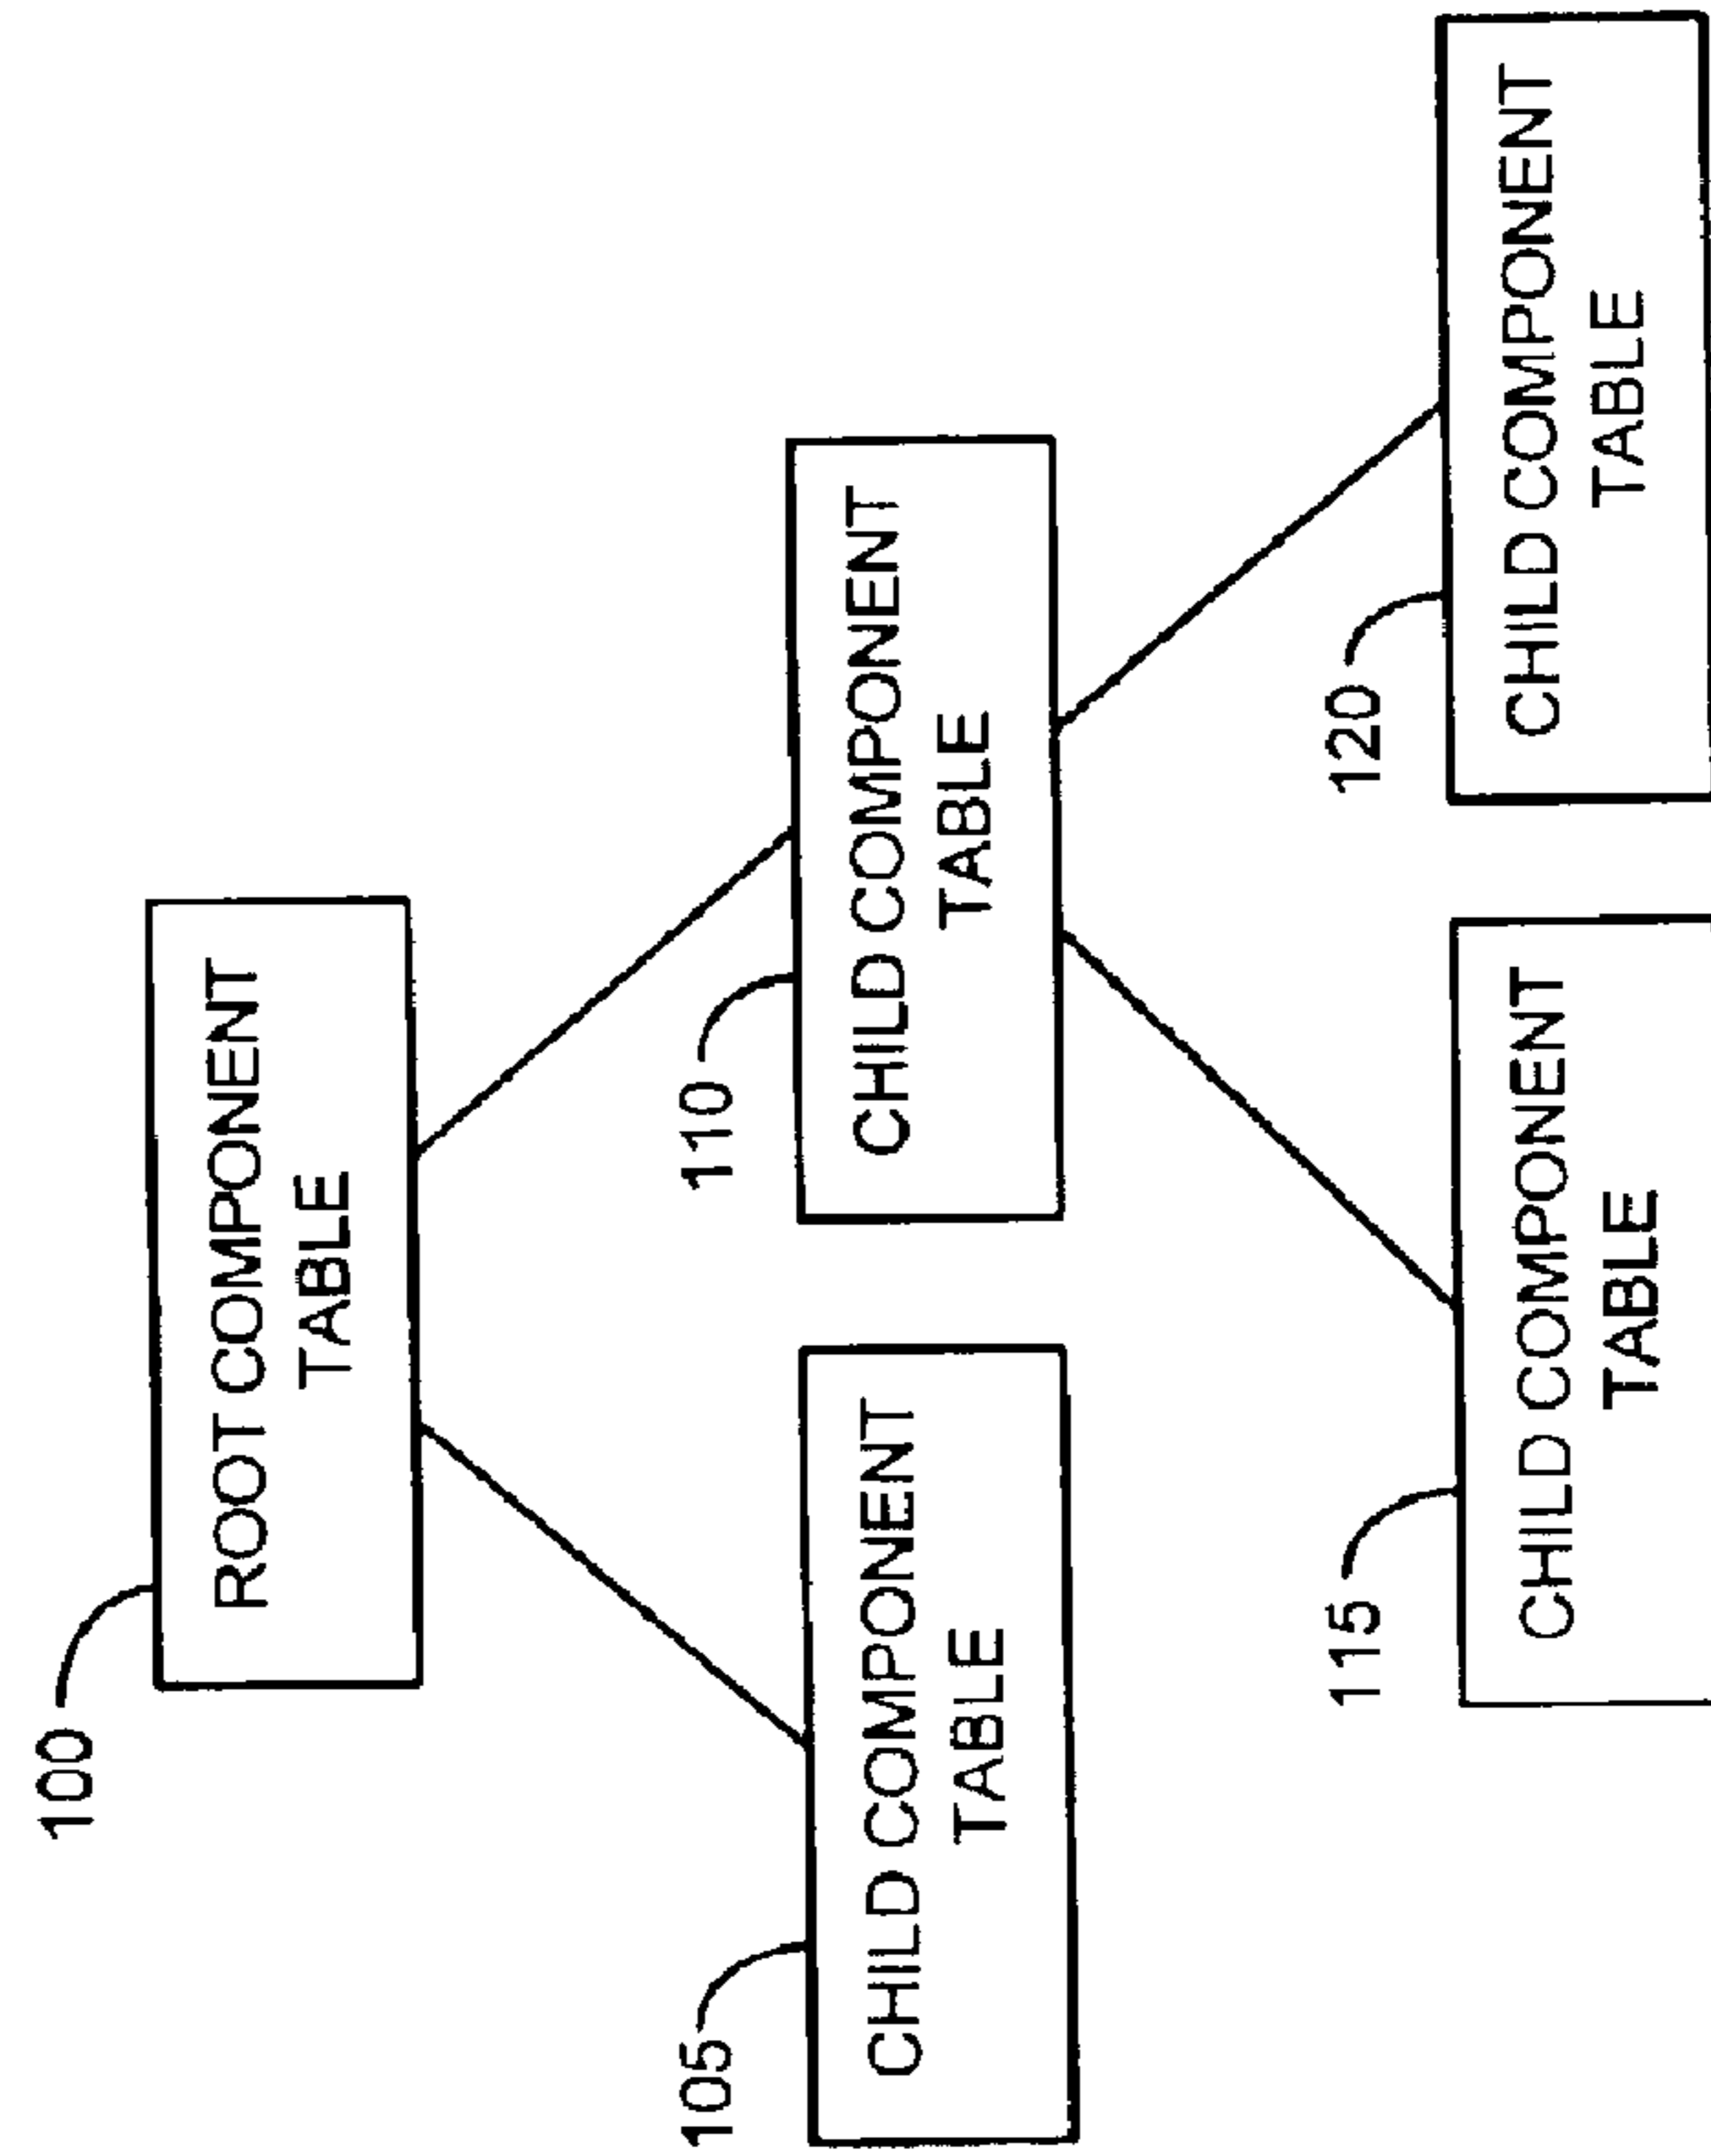 100
ROOT COMPONENT
TABLE
105
CHILD COMPONENT
TABLE
110
CHILD COMPONENT
TABLE
115
CHILD COMPONENT
TABLE
120
CHILD COMPONENT
TABLE